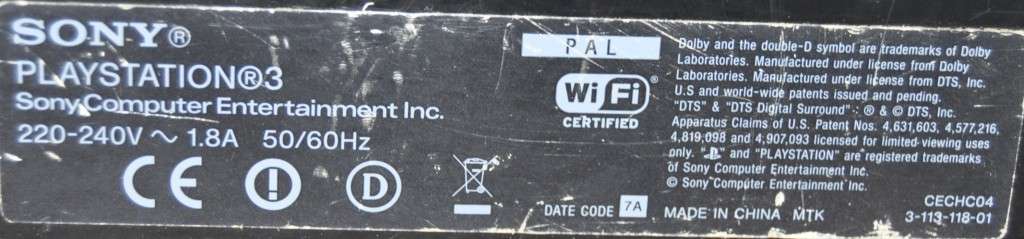 SONY®
PLAYSTATION®3
Sony Computer Entertainment Inc.
220-240V ~ 1.8A 50/60Hz
CE
D
PAL
Wi Fi®
CERTIFIED
DATE CODE 7A
MADE IN CHINA MTK
Dolby and the double-D symbol are trademarks of Dolby
Laboratories. Manufactured under license from Dolby
Laboratories. Manufactured under license from DTS, Inc.
U.S and world-wide patents issued and pending.
"DTS" & "DTS Digital Surround": ® & © DTS, Inc.
Apparatus Claims of U.S. Patent Nos. 4,631,603, 4,577,216,
4,819,098 and 4,907,093 licensed for limited viewing uses
only. " " and "PLAYSTATION" are registered trademarks
of Sony Computer Entertainment Inc.
© Sony Computer Entertainment Inc.
CECHC04
3-113-118-01